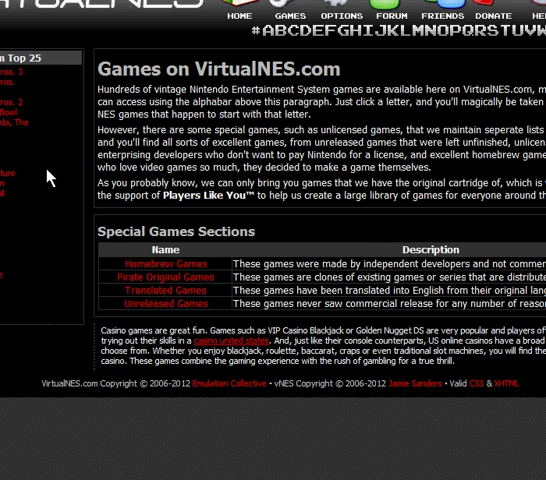 HOME GAMES OPTIONS FORUM FRIENDS DONATE
#ABCDEFGHIJKLMNOPQRSTUVW
Top 25
ros. 3
ros.
ros. 2
Bowl
da, The
Games on VirtualNES.com
Hundreds of vintage Nintendo Entertainment System games are available here on VirtualNES.com,
can access using the alphabar above this paragraph. Just click a letter, and you'll magically be taken
NES games that happen to start with that letter.
However, there are some special games, such as unlicensed games, that we maintain seperate lists
and you'll find all sorts of excellent games, from unreleased games that were left unfinished, unlicen
enterprising developers who don't want to pay Nintendo for a license, and excellent homebrew game
who love video games so much, they decided to make a game themselves.
As you probably know, we can only bring you games that we have the original cartridge of, which is
the support of Players Like You™ to help us create a large library of games for everyone around th
Special Games Sections
Name Description
Homebrew Games These games were made by independent developers and not commer
Pirate Original Games These games are clones of existing games or series that are distribute
Translated Games These games have been translated into English from their original lang
Unreleased Games These games never saw commercial release for any number of reason
Casino games are great fun. Games such as VIP Casino Blackjack or Golden Nugget DS are very popular and players of
trying out their skills in a casino united states. And, just like their console counterparts, US online casinos have a broad
choose from. Whether you enjoy blackjack, roulette, baccarat, craps or even traditional slot machines, you will find the
casino. These games combine the gaming experience with the rush of gambling for a true thrill.
VirtualNES.com Copyright © 2006-2012 Emulation Collective • vNES Copyright © 2006-2012 Jamie Sanders • Valid CSS & XHTML